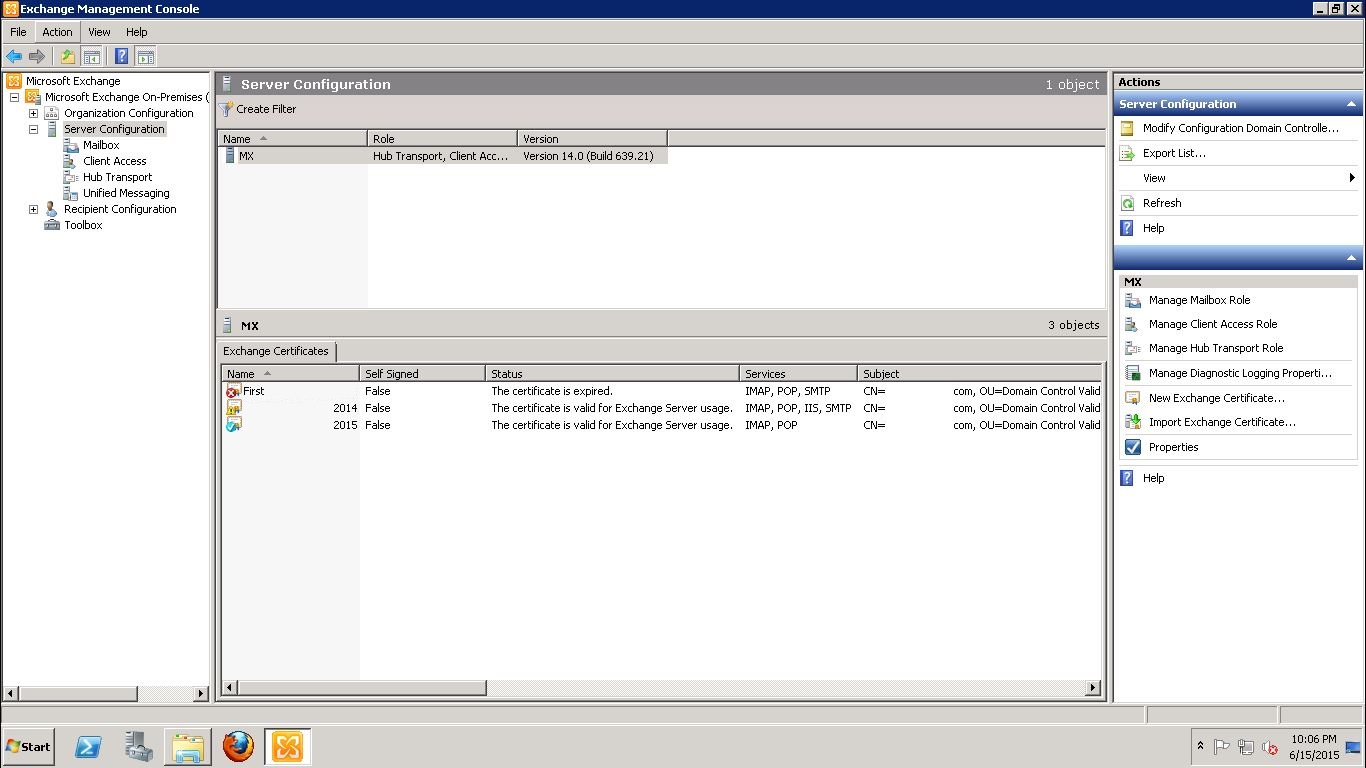 Exchange Management Console
File Action View Help
Microsoft Exchange
Microsoft Exchange On-Premises (
Organization Configuration
Server Configuration
Mailbox
Client Access
Hub Transport
Unified Messaging
Recipient Configuration
Toolbox
Server Configuration 1 object
Create Filter
Name Role Version
MX Hub Transport, Client Acc... Version 14.0 (Build 639.21)
MX 3 objects
Exchange Certificates
Name Self Signed Status Services Subject
First False The certificate is expired. IMAP, POP, SMTP CN= com, OU=Domain Control Valid
2014 False The certificate is valid for Exchange Server usage. IMAP, POP, IIS, SMTP CN= com, OU=Domain Control Valid
2015 False The certificate is valid for Exchange Server usage. IMAP, POP CN= com, OU=Domain Control Valid
Actions
Server Configuration
Modify Configuration Domain Controlle...
Export List...
View
Refresh
Help
MX
Manage Mailbox Role
Manage Client Access Role
Manage Hub Transport Role
Manage Diagnostic Logging Properti...
New Exchange Certificate...
Import Exchange Certificate...
Properties
Help
Start
10:06 PM
6/15/2015